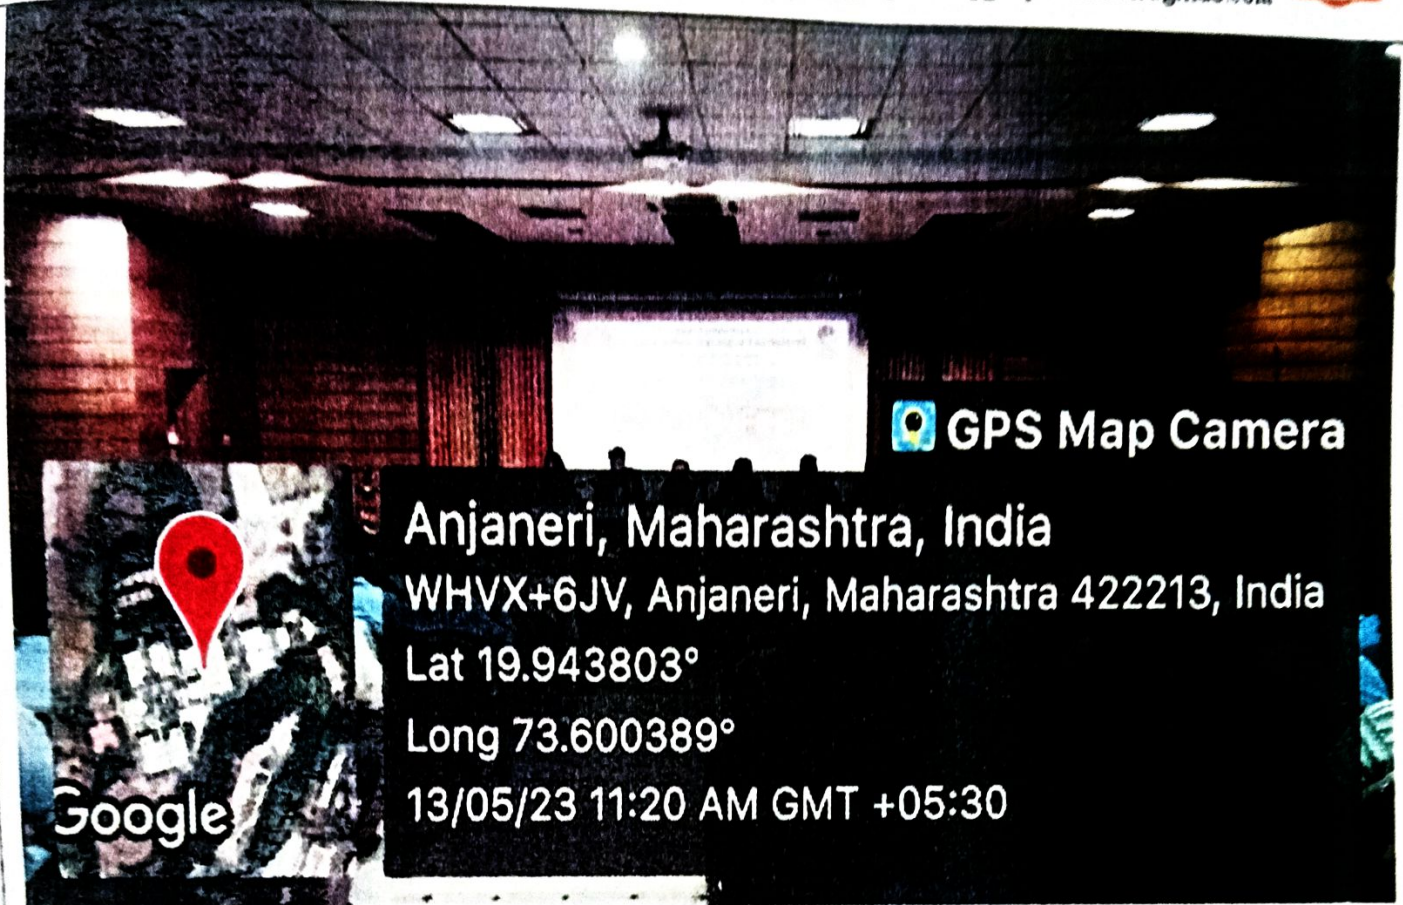 GPS Map Camera
Anjaneri, Maharashtra, India
WHVX+6JV, Anjaneri, Maharashtra 422213, India
Lat 19.943803°
Long 73.600389°
13/05/23 11:20 AM GMT +05:30
Google